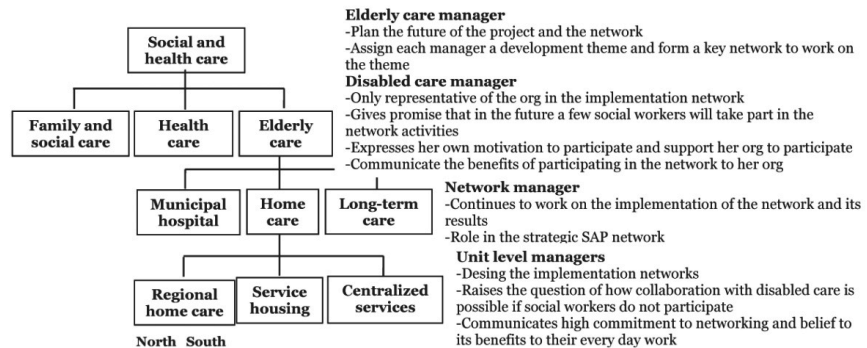 Social and
health care
Family and
social care
Health
care
Elderly
care
Municipal
hospital
Home
care
Long-term
care
Regional
home care
Service
housing
Centralized
services
North South
Elderly care manager
-Plan the future of the project and the network
-Assign each manager a development theme and form a key network to work on
the theme
Disabled care manager
-Only representative of the org in the implementation network
-Gives promise that in the future a few social workers will take part in the
network activities
-Expresses her own motivation to participate and support her org to participate
-Communicate the benefits of participating in the network to her org
Network manager
-Continues to work on the implementation of the network and its
results
-Role in the strategic SAP network
Unit level managers
-Desing the implementation networks
-Raises the question of how collaboration with disabled care is
possible if social workers do not participate
-Communicates high commitment to networking and belief to
its benefits to their every day work